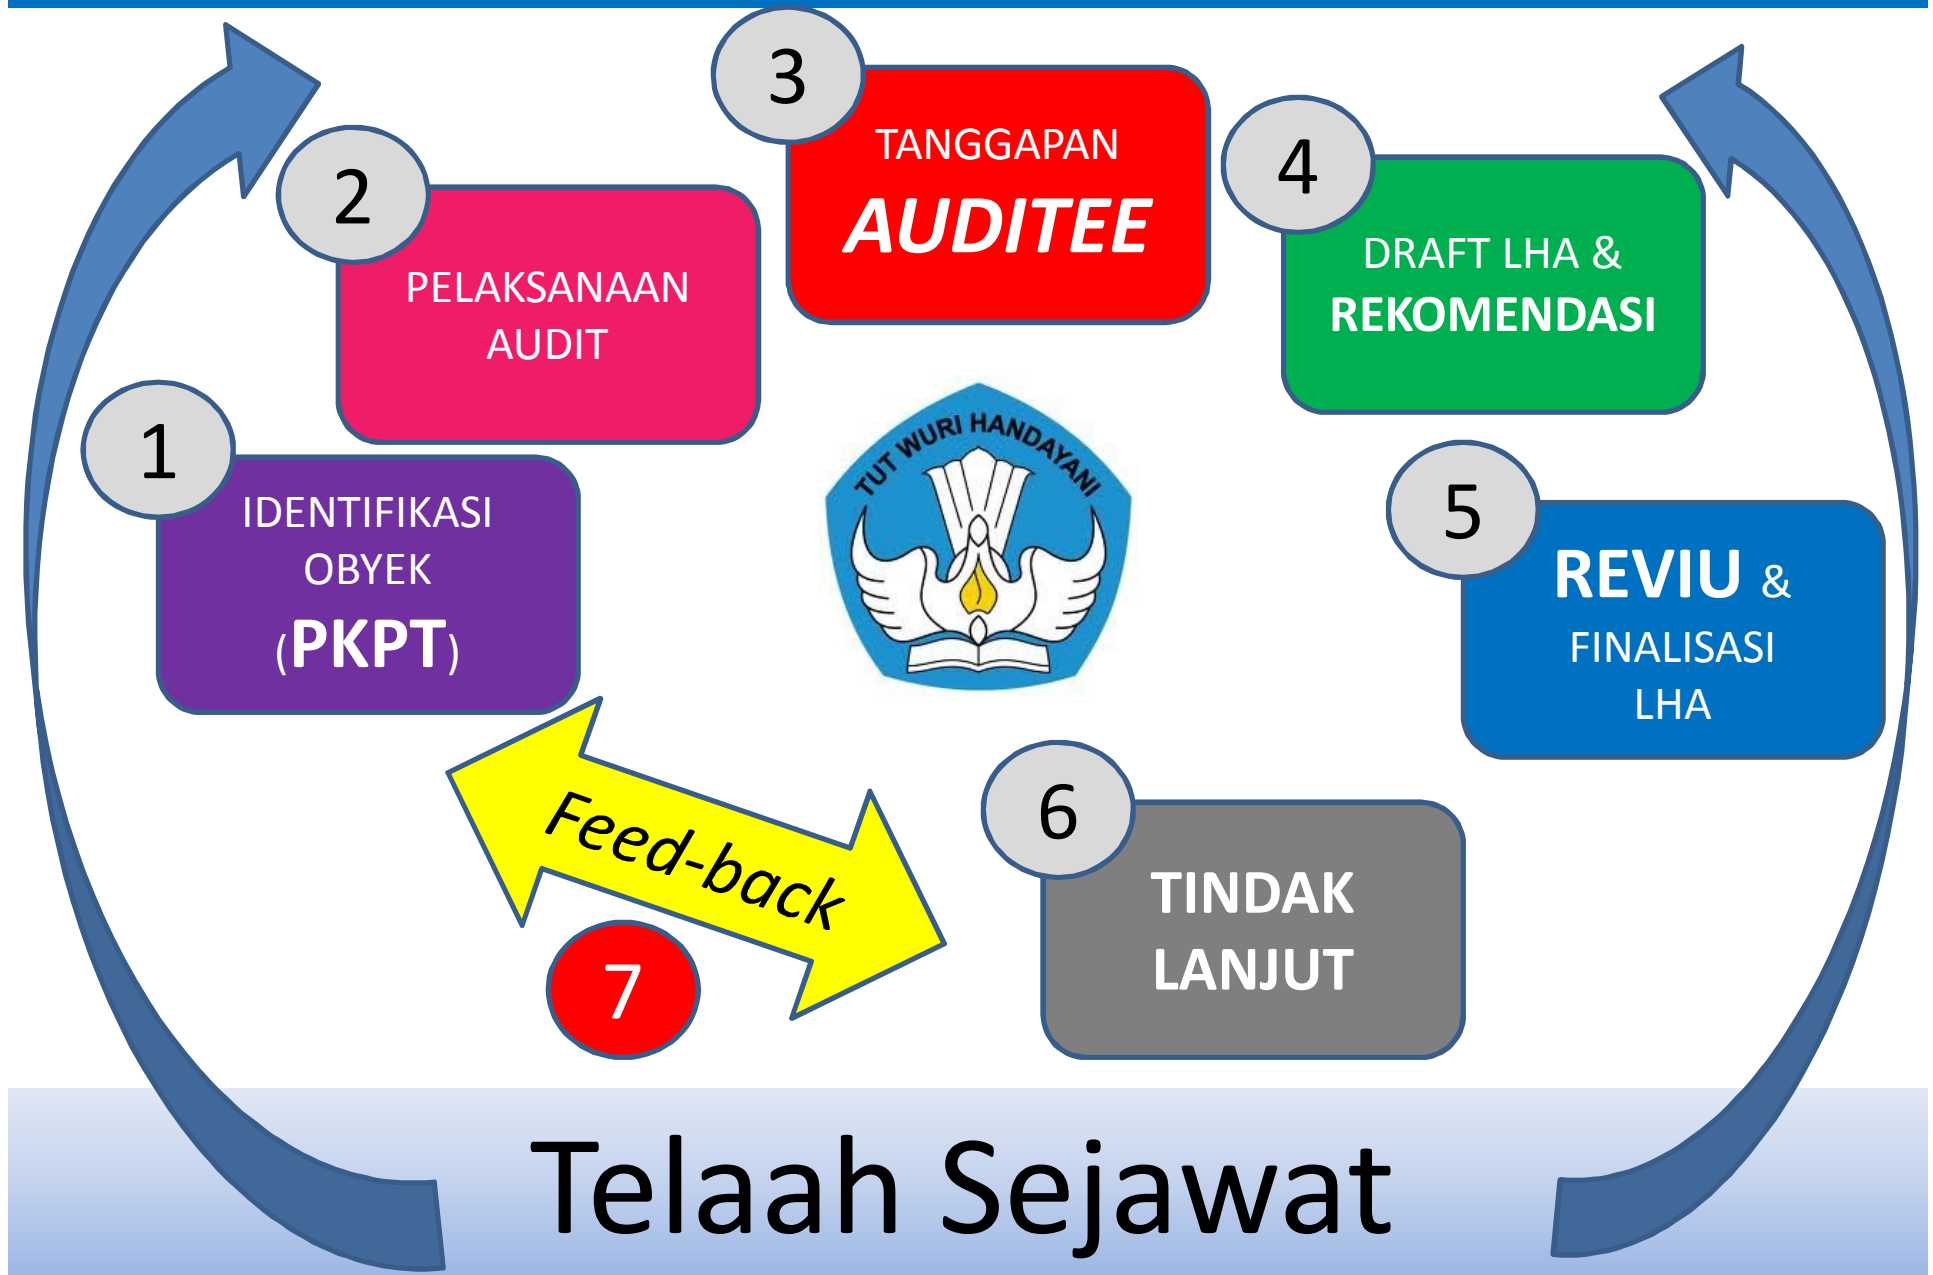 1
IDENTIFIKASI
OBYEK
(PKPT)
2
PELAKSANAAN
AUDIT
3
TANGGAPAN
AUDITEE
4
DRAFT LHA &
REKOMENDASI
5
REVIU &
FINALISASI
LHA
6
TINDAK
LANJUT
7
Feed-back
TUT WURI HANDAYANI
Telaah Sejawat